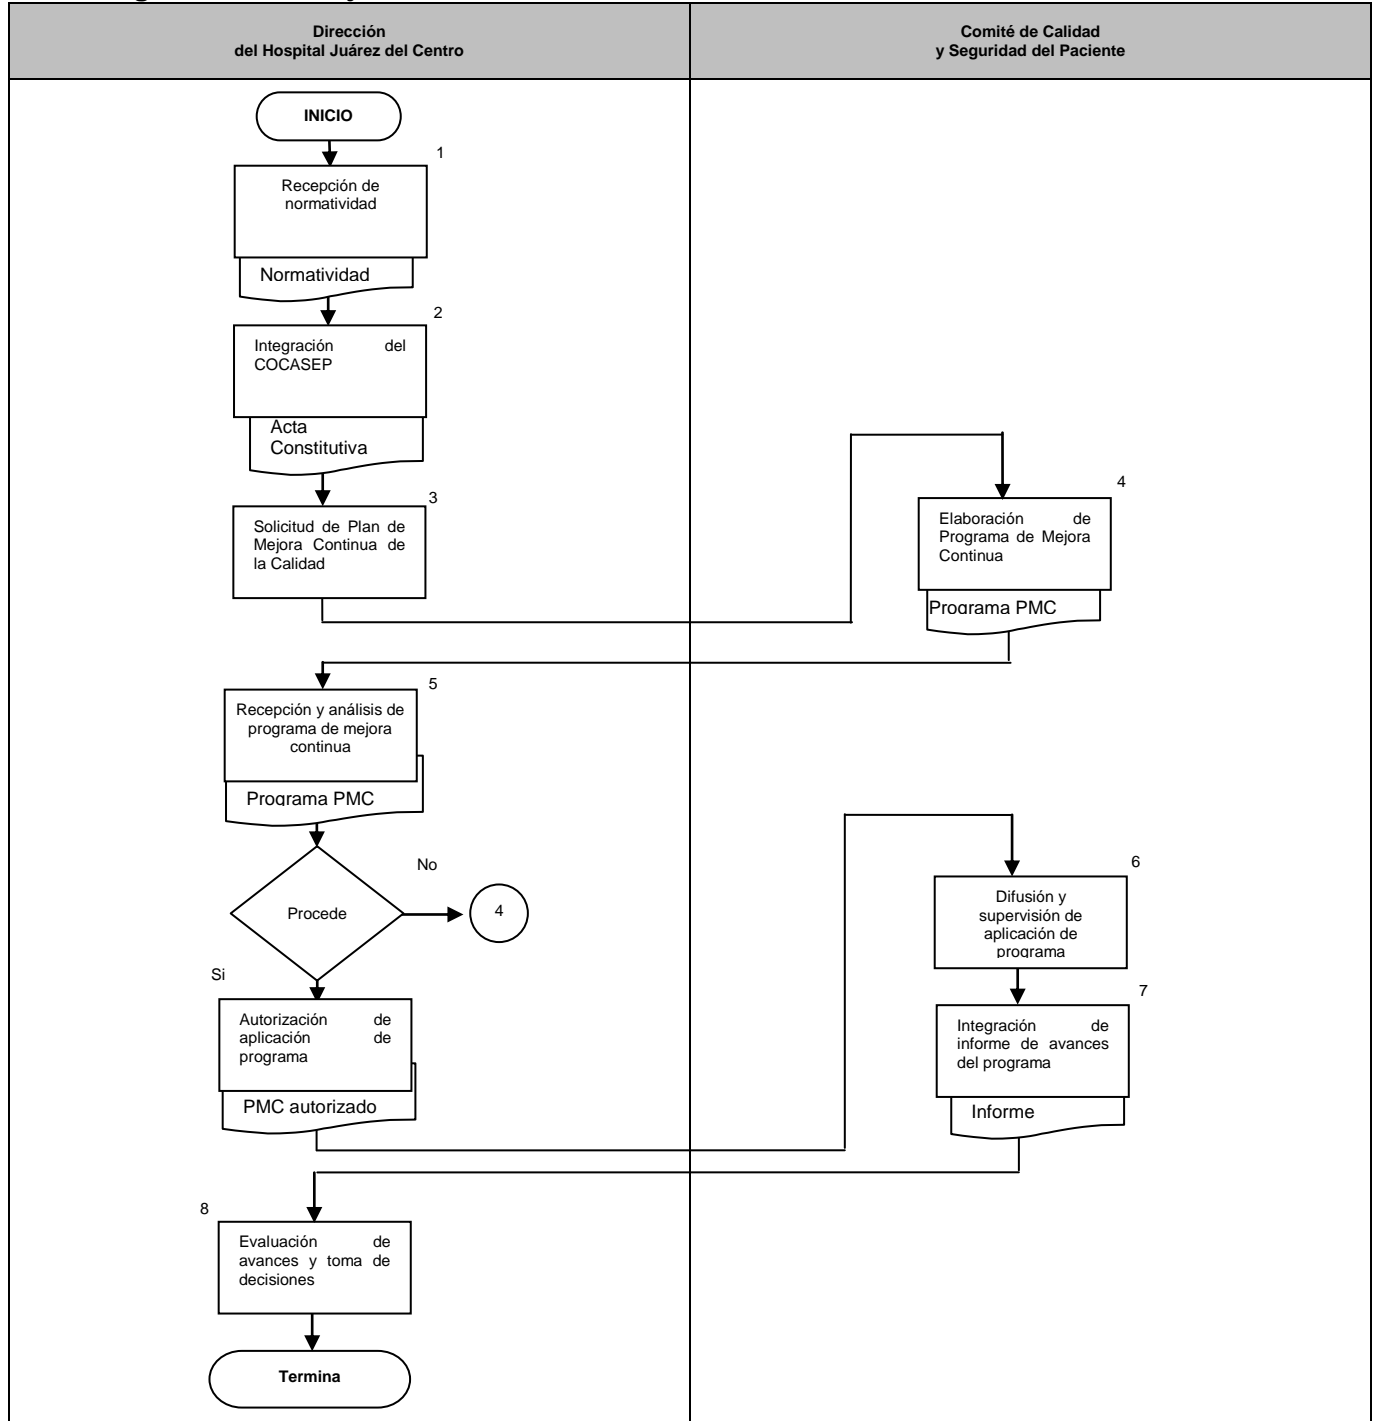 Dirección
del Hospital Juárez del Centro
Comité de Calidad
y Seguridad del Paciente
INICIO
1
Recepción de
normatividad
Normatividad
2
Integración del
COCASEP
Acta
Constitutiva
3
Solicitud de Plan de
Mejora Continua de
la Calidad
4
Elaboración de
Programa de Mejora
Continua
Programa PMC
5
Recepción y análisis de
programa de mejora
continua
Programa PMC
Procede
No
4
Si
Autorización de
aplicación de
programa
PMC autorizado
6
Difusión y
supervisión de
aplicación de
programa
7
Integración de
informe de avances
del programa
Informe
8
Evaluación de
avances y toma de
decisiones
Termina